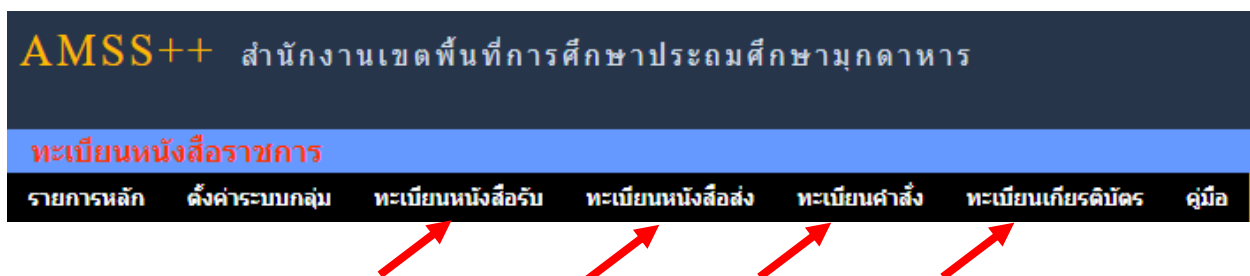 AMSS++ สำนักงานเขตพื้นที่การศึกษาประถมศึกษามุกดาหาร
ทะเบียนหนังสือราชการ
รายการหลัก ตั้งค่าระบบกลุ่ม ทะเบียนหนังสือรับ ทะเบียนหนังสือส่ง ทะเบียนคำสั่ง ทะเบียนเกียรติบัตร คู่มือ